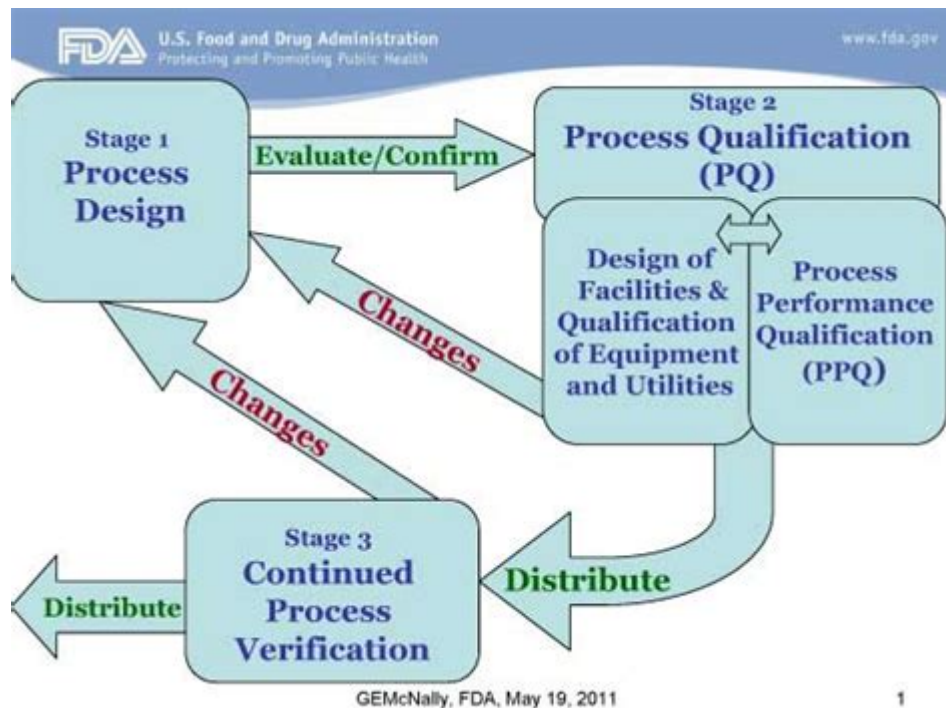 FDA U.S. Food and Drug Administration
Protecting and Promoting Public Health
www.fda.gov
Stage 1
Process
Design
Evaluate/Confirm
Stage 2
Process Qualification
(PQ)
Design of
Facilities &
Qualification
of Equipment
and Utilities
Process
Performance
Qualification
(PPQ)
Changes
Changes
Stage 3
Continued
Process
Verification
Distribute
Distribute
GEMcNally, FDA, May 19, 2011
1